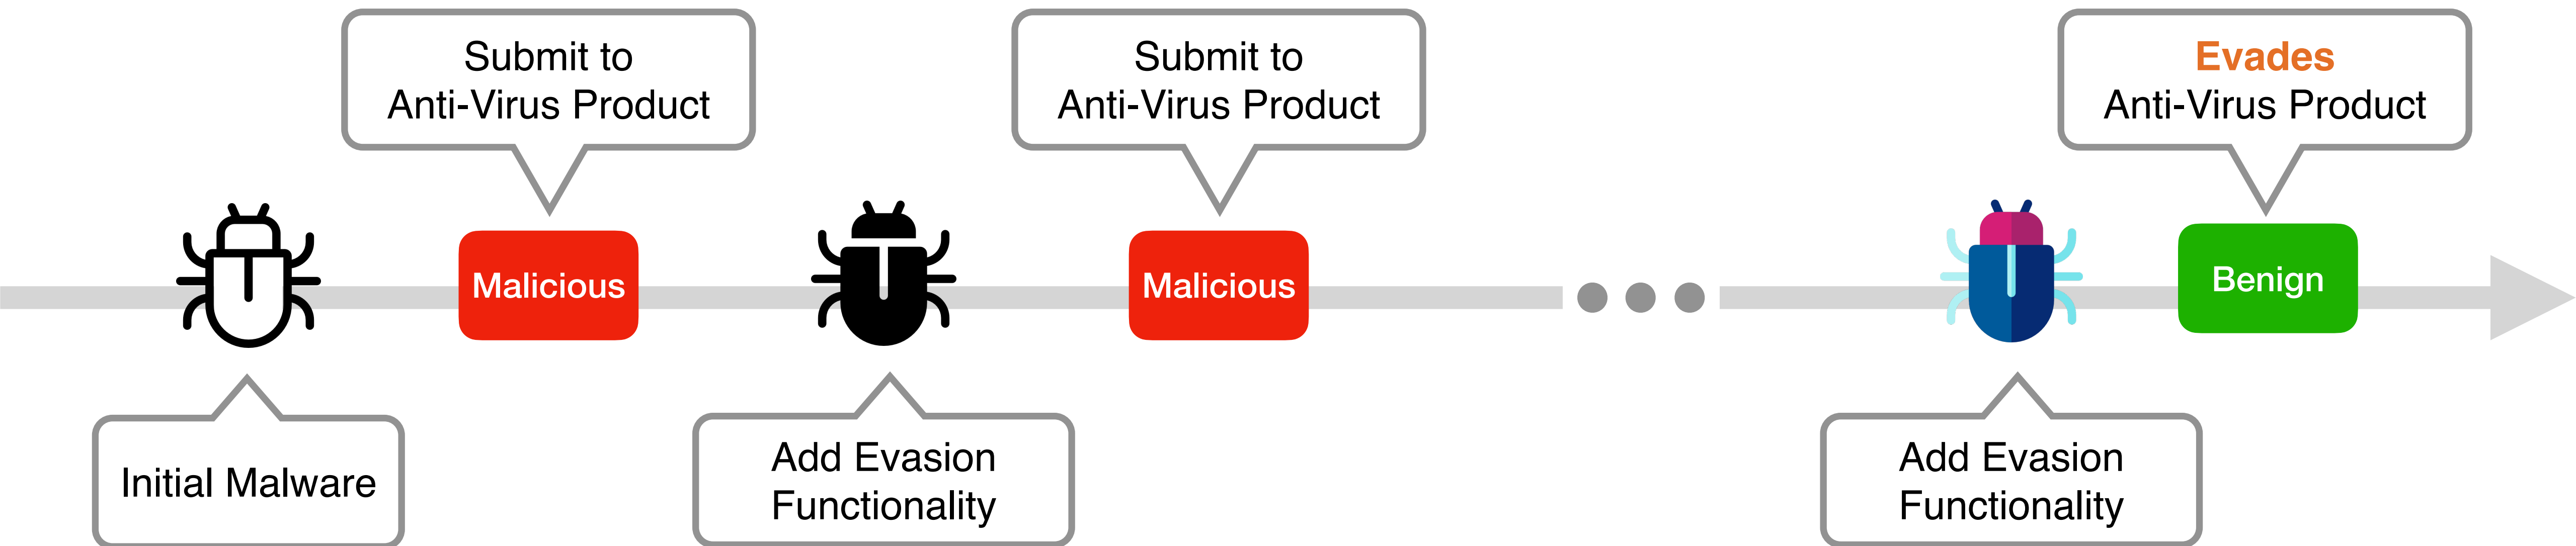 Submit to
Anti-Virus Product
Submit to
Anti-Virus Product
Evades
Anti-Virus Product
Malicious
Malicious
Benign
Initial Malware
Add Evasion
Functionality
Add Evasion
Functionality